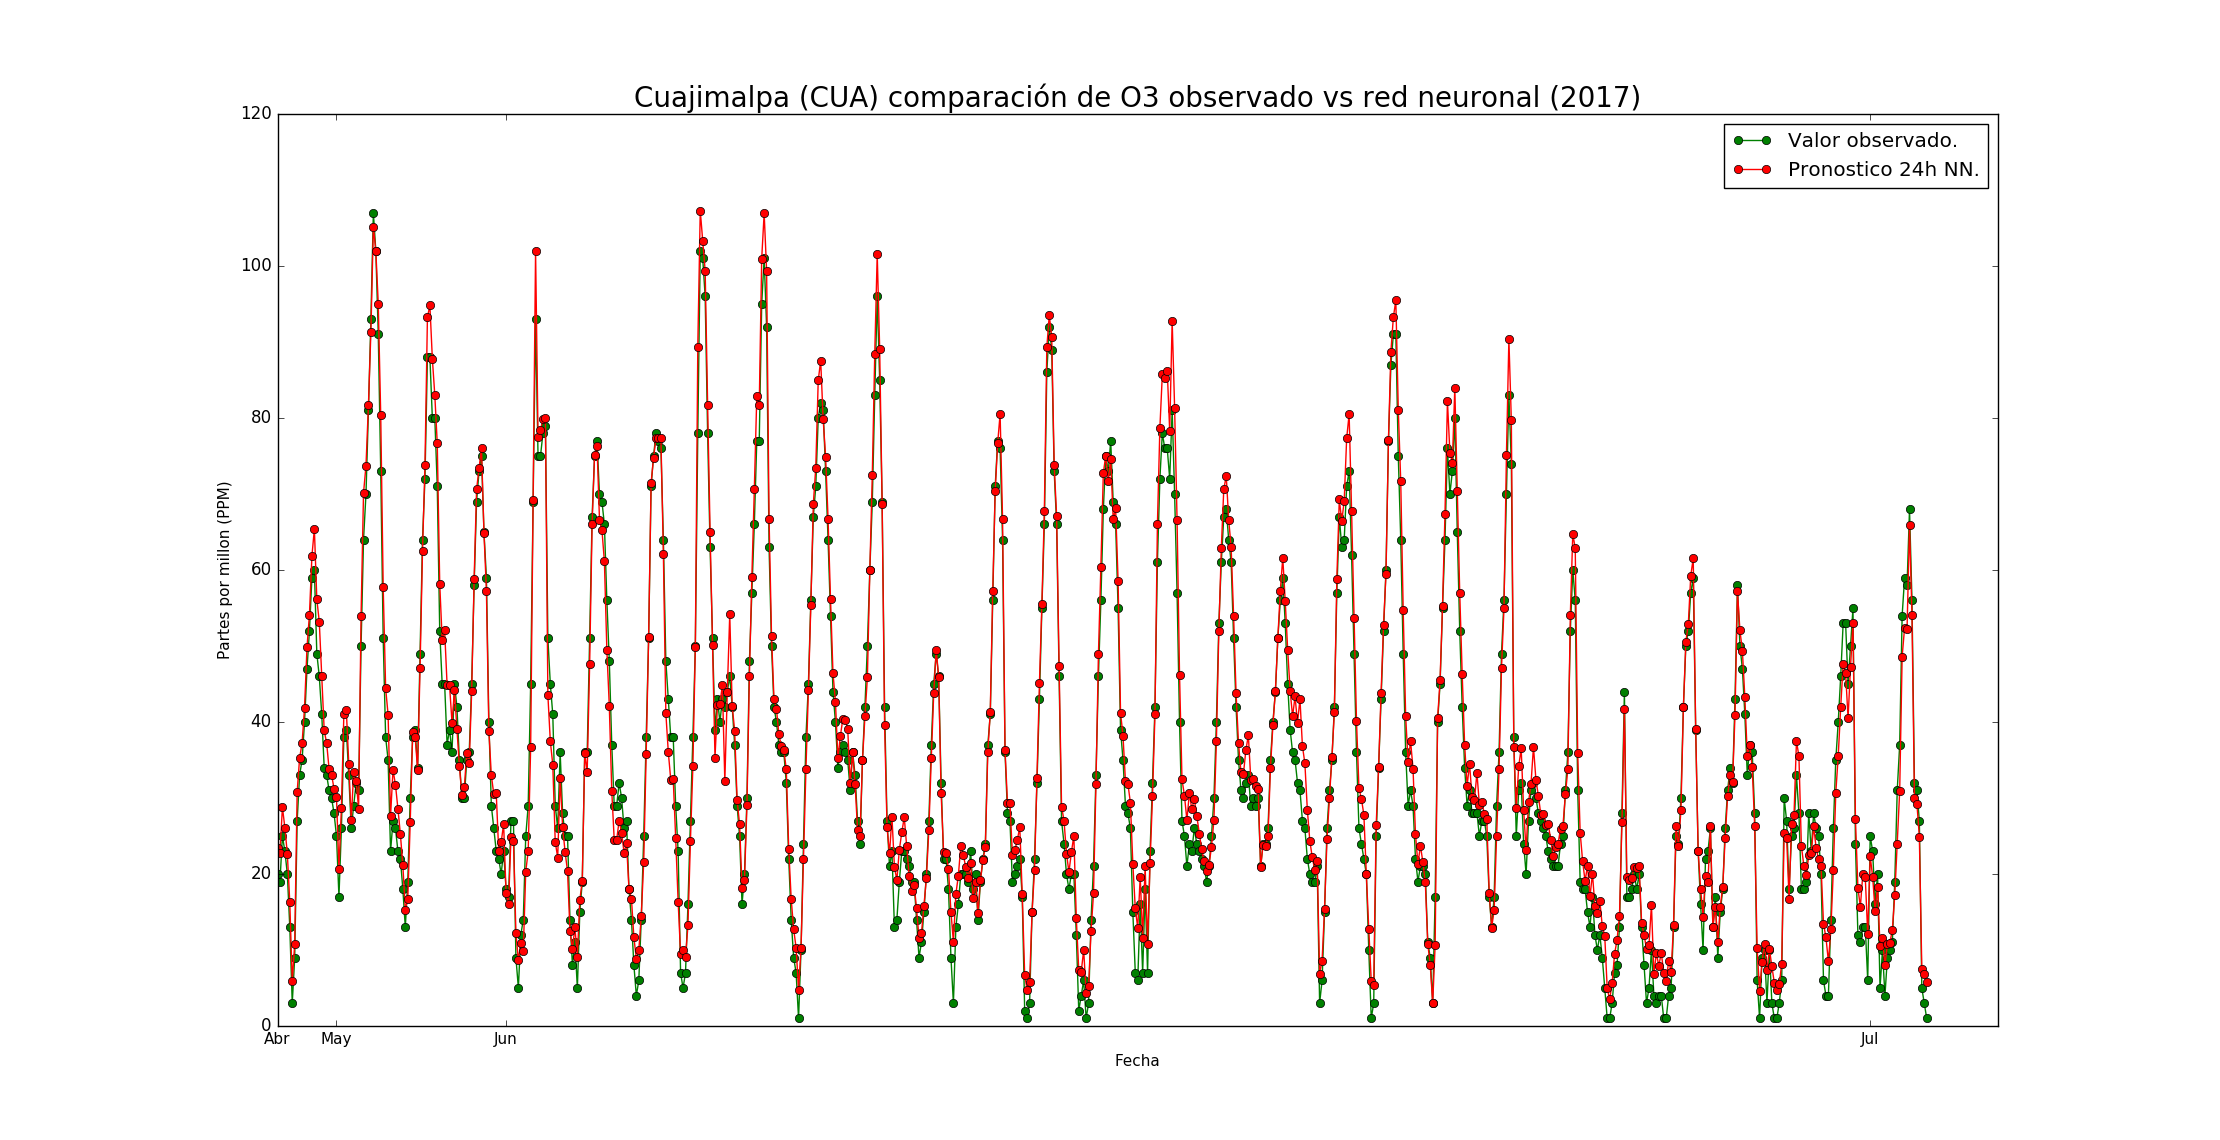 Cuajimalpa (CUA) comparación de O3 observado vs red neuronal (2017)
Valor observado.
Pronostico 24h NN.
Partes por millon (PPM)
120
100
80
60
40
20
0
Abr May Jun Jul
Fecha